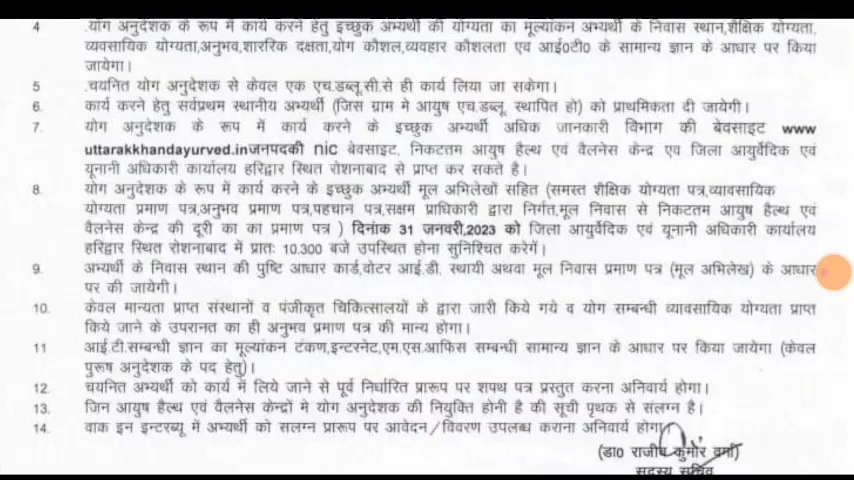 4 .योग अनुदेशक के रूप में कार्य करने हेतु इच्छुक अभ्यर्थी की योग्यता का मूल्यांकन अभ्यर्थी के निवास स्थान,शैक्षिक योग्यता,
व्यवसायिक योग्यता,अनुभव,शाररिक दक्षता,योग कौशल,व्यवहार कौशलता एवं आई0टी0 के सामान्य ज्ञान के आधार पर किया
जायेगा।
5 .चयनित योग अनुदेशक से केवल एक एच.डब्लू.सी.से ही कार्य लिया जा सकेगा।
6. कार्य करने हेतु सर्वप्रथम स्थानीय अभ्यर्थी (जिस ग्राम मे आयुष एच.डब्लू. स्थापित हो) को प्राथमिकता दी जायेगी।
7. योग अनुदेशक के रूप में कार्य करने के इच्छुक अभ्यर्थी अधिक जानकारी विभाग की बेवसाइट www
uttarakkhandayurved.inजनपदकी nic बेवसाइट, निकटतम आयुष हैल्थ एवं वैलनेस केन्द्र एव जिला आयुर्वेदिक एवं
यूनानी अधिकारी कार्यालय हरिद्वार स्थित रोशनाबाद से प्राप्त कर सकते है।
8. योग अनुदेशक के रूप में कार्य करने के इच्छुक अभ्यर्थी मूल अभिलेखों सहित (समस्त शैक्षिक योग्यता पत्र,व्यावसायिक
योग्यता प्रमाण पत्र,अनुभव प्रमाण पत्र,पहचान पत्र,सक्षम प्राधिकारी द्वारा निर्गत,मूल निवास से निकटतम आयुष हैल्थ एवं
वैलनेस केन्द्र की दूरी का का प्रमाण पत्र ) दिनांक 31 जनवरी,2023 को जिला आयुर्वेदिक एवं यूनानी अधिकारी कार्यालय
हरिद्वार स्थित रोशनाबाद में प्रातः 10.300 बजे उपस्थित होना सुनिश्चित करेगें।
9. अभ्यर्थी के निवास स्थान की पुष्टि आधार कार्ड,वोटर आई.डी. स्थायी अथवा मूल निवास प्रमाण पत्र (मूल अभिलेख) के आधार
पर की जायेगी।
10. केवल मान्यता प्राप्त संस्थानों व पंजीकृत चिकित्सालयों के द्वारा जारी किये गये व योग सम्बन्धी व्यावसायिक योग्यता प्राप्त
किये जाने के उपरानत का ही अनुभव प्रमाण पत्र की मान्य होगा।
11 आई.टी.सम्बन्धी ज्ञान का मूल्यांकन टंकण,इन्टरनेट,एम.एस.आफिस सम्बन्धी सामान्य ज्ञान के आधार पर किया जायेगा (केवल
पुरूष अनुदेशक के पद हेतु)।
12. चयनित अभ्यर्थी को कार्य में लिये जाने से पूर्व निर्धारित प्रारूप पर शपथ पत्र प्रस्तुत करना अनिवार्य होगा।
13. जिन आयुष हैल्थ एवं वैलनेस केन्द्रों मे योग अनुदेशक की नियुक्ति होनी है की सूची पृथक से संलग्न है।
14. वाक इन इन्टरब्यू में अभ्यर्थी को सलग्न प्रारूप पर आवेदन/विवरण उपलब्ध कराना अनिवार्य होगा।
(डा0 राजीव कुमार वर्मा)
सदस्य सचिव